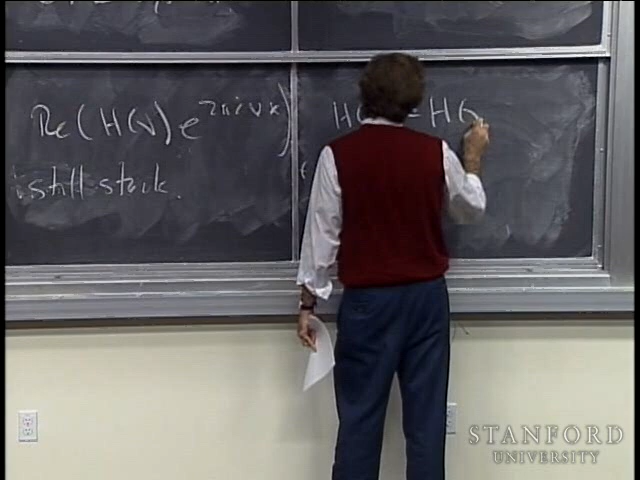 Re(H(ν)e^{2πiνx})
is still stuck.
H( = H(
STANFORD
UNIVERSITY